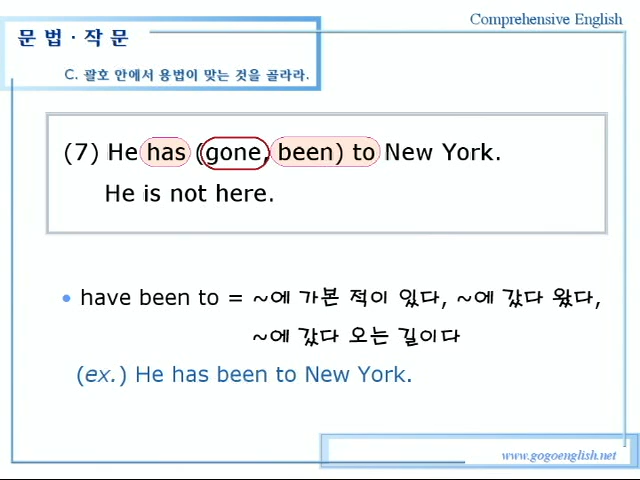 Comprehensive English
문 법 · 작 문
C. 괄호 안에서 용법이 맞는 것을 골라라.
(7) He has (gone, been) to New York.
He is not here.
• have been to = ~에 가본 적이 있다, ~에 갔다 왔다,
~에 갔다 오는 길이다
(ex.) He has been to New York.
www.gogoenglish.net